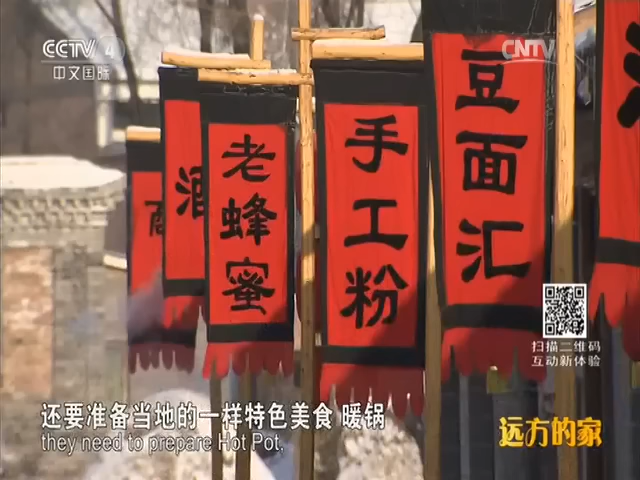 CCTV 4
中文国际
CNTV
酒
老蜂蜜
手工粉
豆面汇
扫描二维码
互动新体验
还要准备当地的一样特色美食 暖锅
they need to prepare Hot Pot,
远方的家